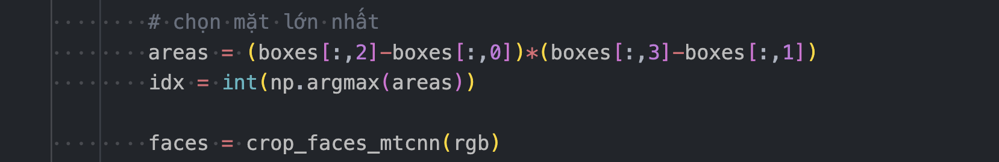 # chọn mặt lớn nhất
areas = (boxes[:,2]-boxes[:,0])*(boxes[:,3]-boxes[:,1])
idx = int(np.argmax(areas))
faces = crop_faces_mtcnn(rgb)